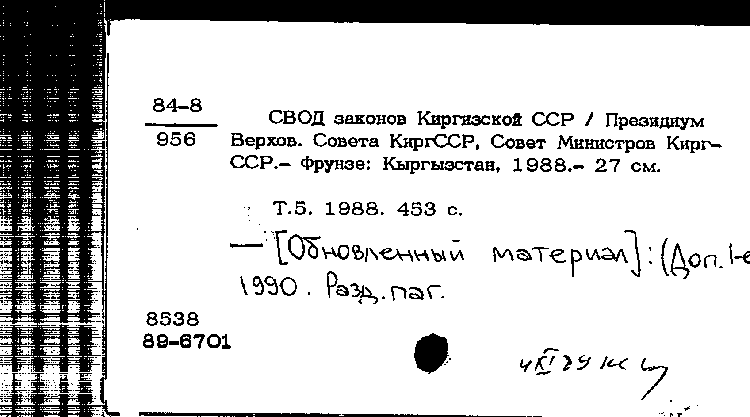 84-8
956
СВОД законов Киргизской ССР / Президиум
Верхов. Совета КиргССР, Совет Министров Кирг-
ССР.- Фрунзе: Кыргызстан, 1988.- 27 см.
Т.5. 1988. 453 с.
— [Обновленный материал]:(Доп. 1-е
1990. Разд. паг.
8538
89-6701